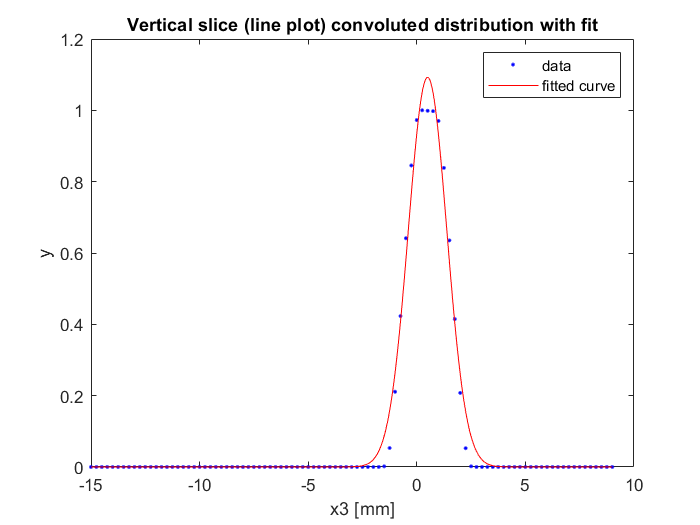 Vertical slice (line plot) convoluted distribution with fit
1.2
data
fitted curve
1
0.8
0.6
y
0.4
0.2
0
-15 -10 -5 0 5 10
x3 [mm]